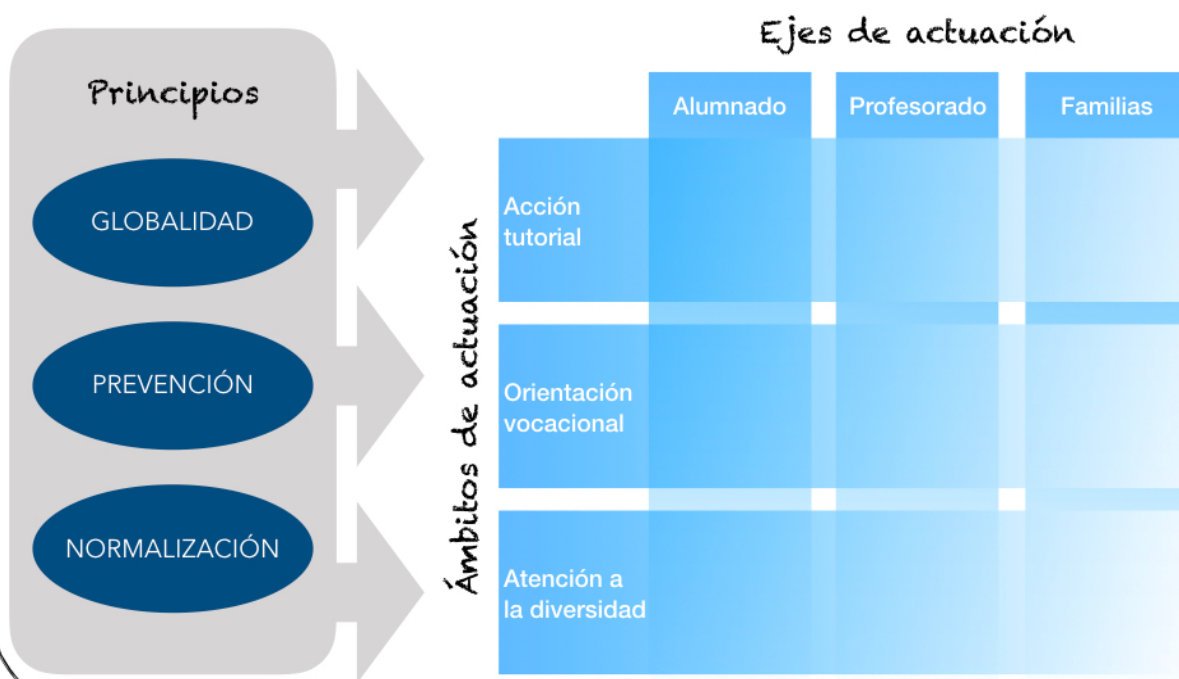 Ejes de actuación
Principios
Alumnado
Profesorado
Familias
GLOBALIDAD
PREVENCIÓN
NORMALIZACIÓN
Ámbitos de actuación
Acción
tutorial
Orientación
vocacional
Atención a
la diversidad